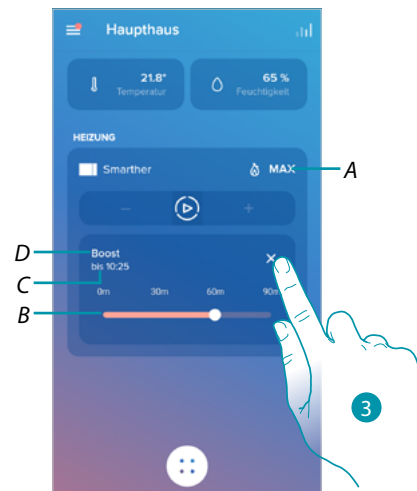 Haupthaus
21.8°
Temperatur
65 %
Feuchtigkeit
HEIZUNG
Smarther
MAX
A
– +
D
Boost
C
bis 10:25
0m 30m 60m 90m
B
3